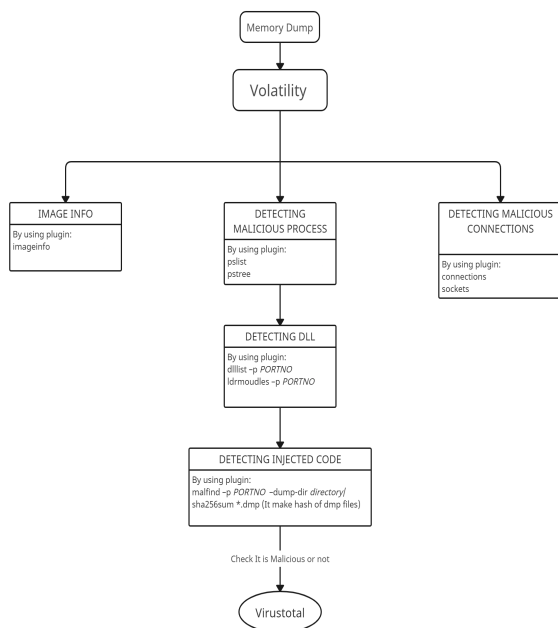 Memory Dump
Volatility
IMAGE INFO
By using plugin:
imageinfo
DETECTING
MALICIOUS PROCESS
By using plugin:
pslist
pstree
DETECTING MALICIOUS
CONNECTIONS
By using plugin:
connections
sockets
DETECTING DLL
By using plugin:
dlllist –p PORTNO
ldrmoudles –p PORTNO
DETECTING INJECTED CODE
By using plugin:
malfind –p PORTNO –dump-dir directory/
sha256sum *.dmp (It make hash of dmp files)
Check It is Malicious or not
Virustotal